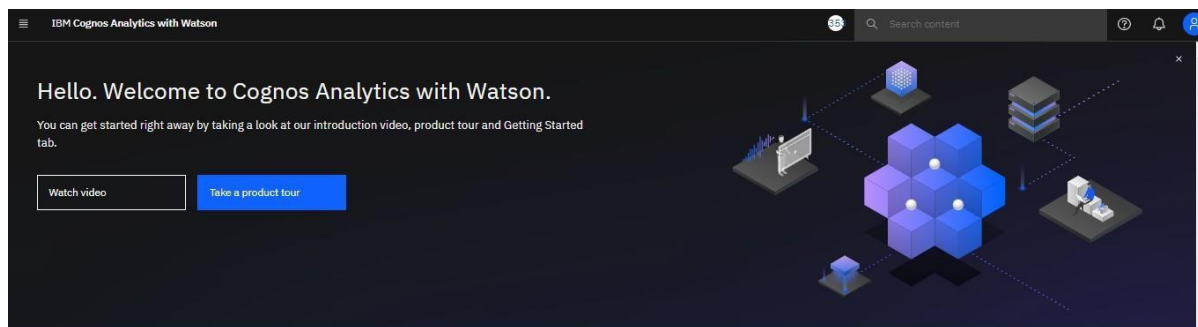 IBM Cognos Analytics with Watson
Search content
Hello. Welcome to Cognos Analytics with Watson.
You can get started right away by taking a look at our introduction video, product tour and Getting Started
tab.
Watch video
Take a product tour